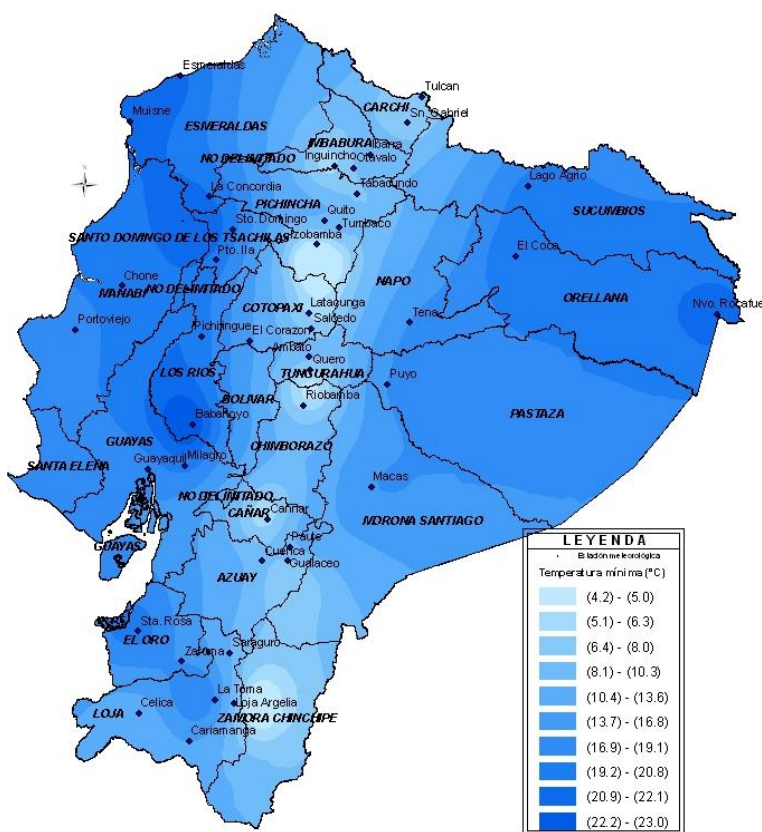 Esmeraldas
Tulcan
CARCHI
Muisne
Sn. Gabriel
ESMERALDAS
IMBABURA
Ibarra
NO DELIMITADO
Inguincho
Otavalo
La Concordia
Tabacundo
Lago Agrio
PICHINCHA
SUCUMBIOS
Quito
Sto. Domingo
Tumbaco
SANTO DOMINGO DE LOS TSACHILAS
Izobamba
Pto. Ila
El Coca
Chone
NAPO
MANABI
NO DELIMITADO
ORELLANA
COTOPAXI
Latacunga
Nvo. Rocafue
Portoviejo
Salcedo
Tena
Pichilingue
El Corazon
Ambato
Quero
LOS RIOS
TUNGURAHUA
Puyo
BOLIVAR
Riobamba
PASTAZA
Babahoyo
GUAYAS
CHIMBORAZO
SANTA ELENA
Guayaquil
Milagro
Macas
NO DELIMITADO
CAÑAR
Cañar
MORONA SANTIAGO
GUAYAS
Paute
Cuenca
Gualaceo
AZUAY
Sta. Rosa
EL ORO
Zaruma
Saraguro
La Toma
Celica
Loja Argelia
LOJA
ZAMORA CHINCHIPE
Cariamanga
LEYENDA
Estación meteorológica
Temperatura mínima (°C)
(4.2) - (5.0)
(5.1) - (6.3)
(6.4) - (8.0)
(8.1) - (10.3)
(10.4) - (13.6)
(13.7) - (16.8)
(16.9) - (19.1)
(19.2) - (20.8)
(20.9) - (22.1)
(22.2) - (23.0)